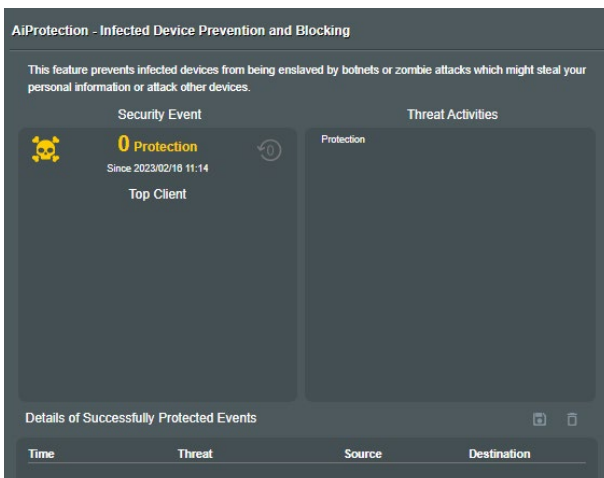 AiProtection - Infected Device Prevention and Blocking
This feature prevents infected devices from being enslaved by botnets or zombie attacks which might steal your
personal information or attack other devices.
Security Event
Threat Activities
0 Protection
0
Since 2023/02/16 11:14
Top Client
Protection
Details of Successfully Protected Events
Time Threat Source Destination